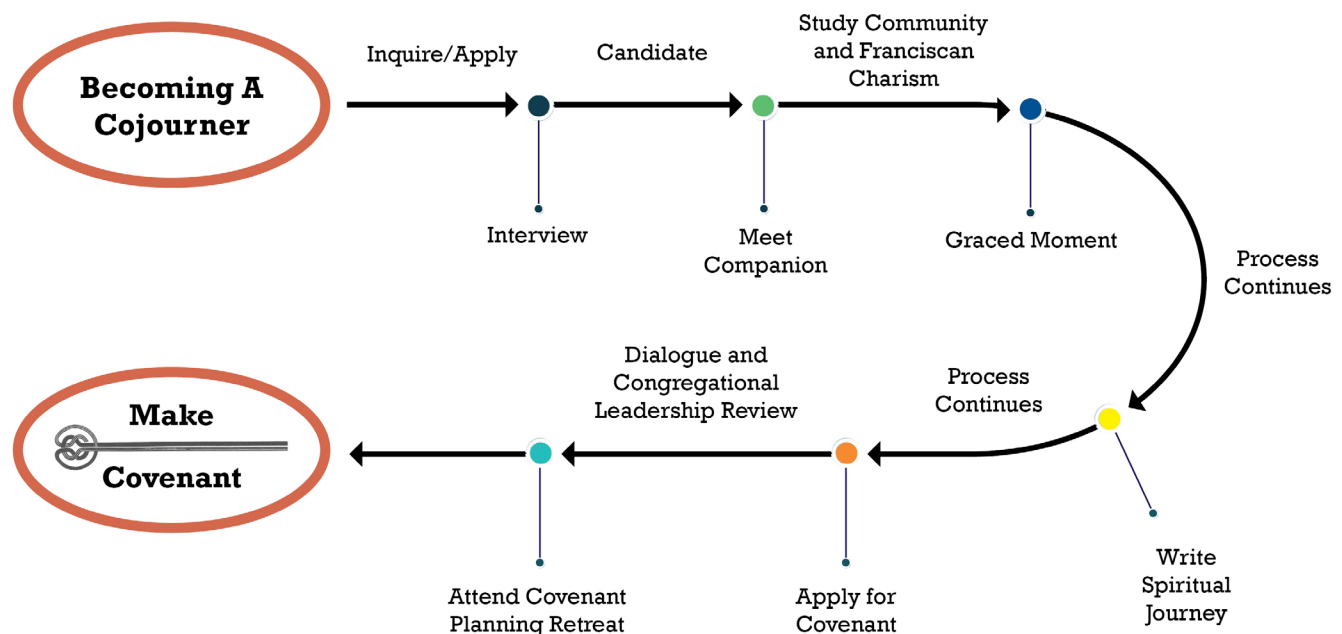 Becoming A
Cojourner
Inquire/Apply
Interview
Candidate
Meet
Companion
Study Community
and Franciscan
Charism
Graced Moment
Process
Continues
Write
Spiritual
Journey
Process
Continues
Apply for
Covenant
Dialogue and
Congregational
Leadership Review
Attend Covenant
Planning Retreat
Make
Covenant